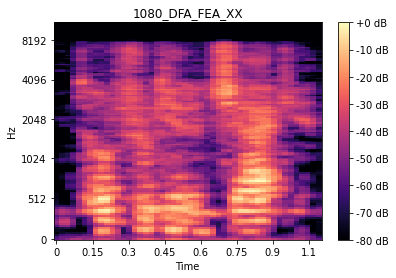 1080_DFA_FEA_XX
8192
4096
2048
1024
512
0
Hz
0
0.15
0.3
0.45
0.6
0.75
0.9
1.1
Time
+0 dB
-10 dB
-20 dB
-30 dB
-40 dB
-50 dB
-60 dB
-70 dB
-80 dB